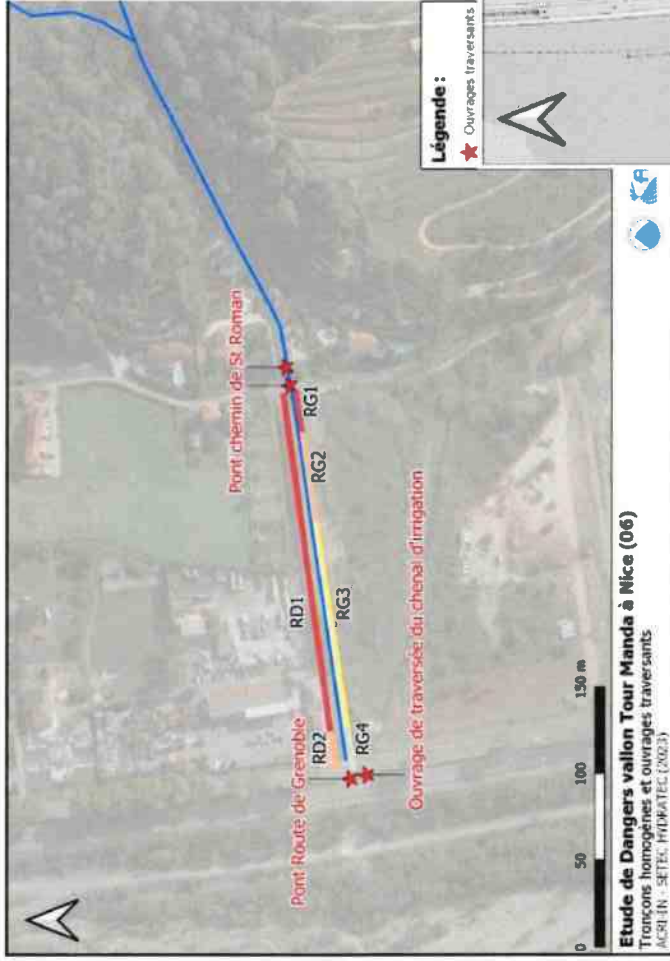 Pont chemin de St Roman
RG1
RG2
RD1
RG3
Pont Route de Grenoble
RD2
RG4
Ouvrage de traversée du chenal d'irrigation
0 50 100 150 m
Légende :
Ouvrages traversants
Etude de Dangers vallon Tour Manda à Nice (06)
Tronçons homogènes et ouvrages traversants
ACRI-IN - SETEC HYDRATEC (2023)